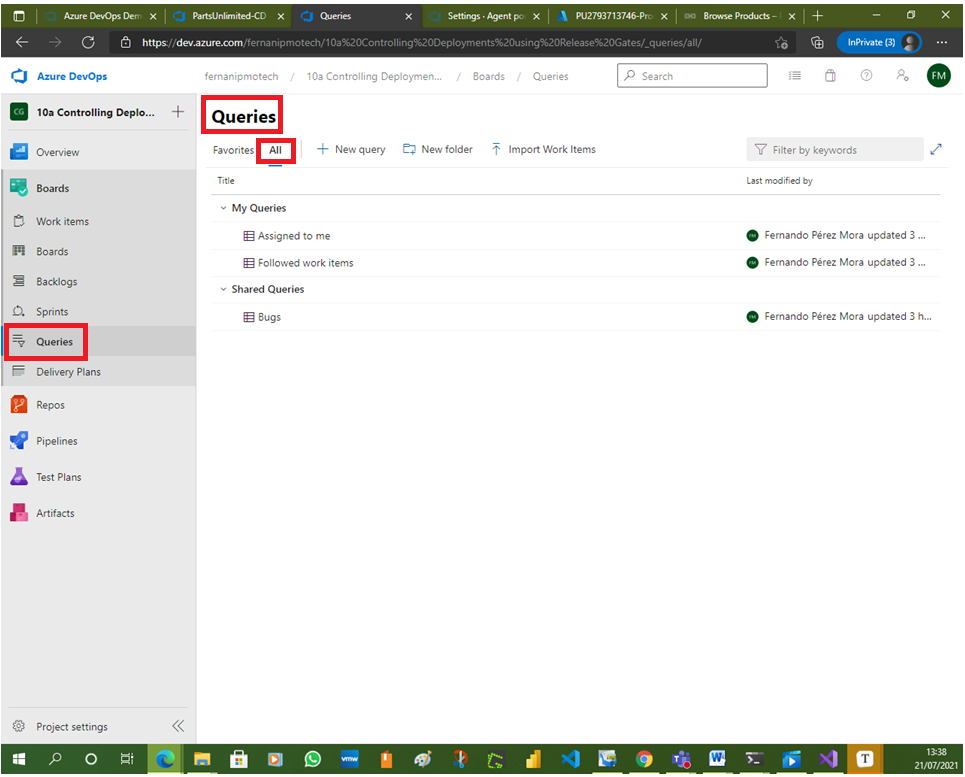 Azure DevOps Dem
PartsUnlimited-CD
Queries
Settings · Agent po
PU2793713746-Pro
Browse Products –
https://dev.azure.com/fernanipmotech/10a%20Controlling%20Deployments%20using%20Release%20Gates/_queries/all/
InPrivate (3)
Azure DevOps
fernanipmotech / 10a Controlling Deploymen... / Boards / Queries
Search
FM
CG
10a Controlling Deplo...
Overview
Boards
Work items
Boards
Backlogs
Sprints
Queries
Delivery Plans
Repos
Pipelines
Test Plans
Artifacts
Project settings
Queries
Favorites All New query New folder Import Work Items
Filter by keywords
Title Last modified by
My Queries
Assigned to me FM Fernando Pérez Mora updated 3 ...
Followed work items FM Fernando Pérez Mora updated 3 ...
Shared Queries
Bugs FM Fernando Pérez Mora updated 3 h...
vmw
T
13:38
21/07/2021